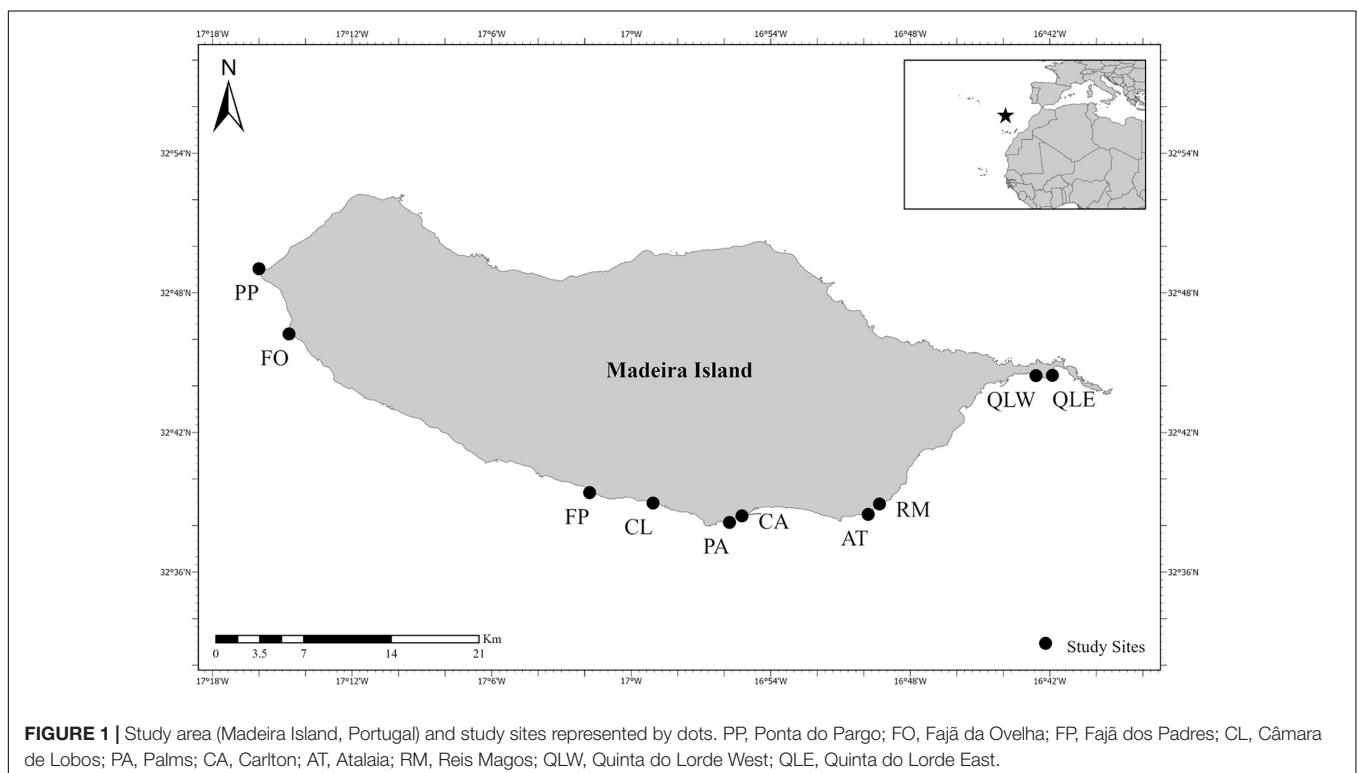 17°18'W 17°12'W 17°6'W 17°W 16°54'W 16°48'W 16°42'W
N
32°54'N 32°54'N
PP
32°48'N 32°48'N
FO
Madeira Island
QLW QLE
32°42'N 32°42'N
FP CL PA CA AT RM
32°36'N 32°36'N
Km
0 3.5 7 14 21
Study Sites
17°18'W 17°12'W 17°6'W 17°W 16°54'W 16°48'W 16°42'W
FIGURE 1 | Study area (Madeira Island, Portugal) and study sites represented by dots. PP, Ponta do Pargo; FO, Fajã da Ovelha; FP, Fajã dos Padres; CL, Câmara
de Lobos; PA, Palms; CA, Carlton; AT, Atalaia; RM, Reis Magos; QLW, Quinta do Lorde West; QLE, Quinta do Lorde East.